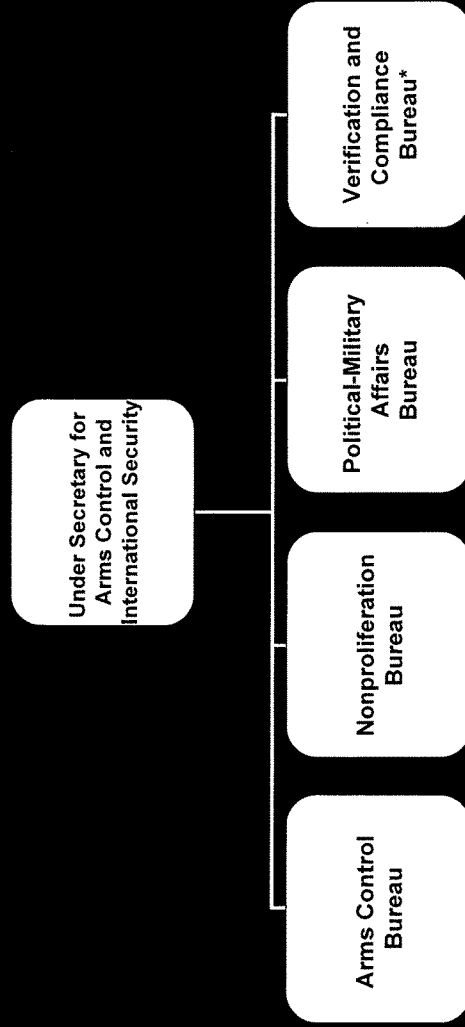 Under Secretary for
Arms Control and
International Security
Arms Control
Bureau
Nonproliferation
Bureau
Political-Military
Affairs
Bureau
Verification and
Compliance
Bureau*